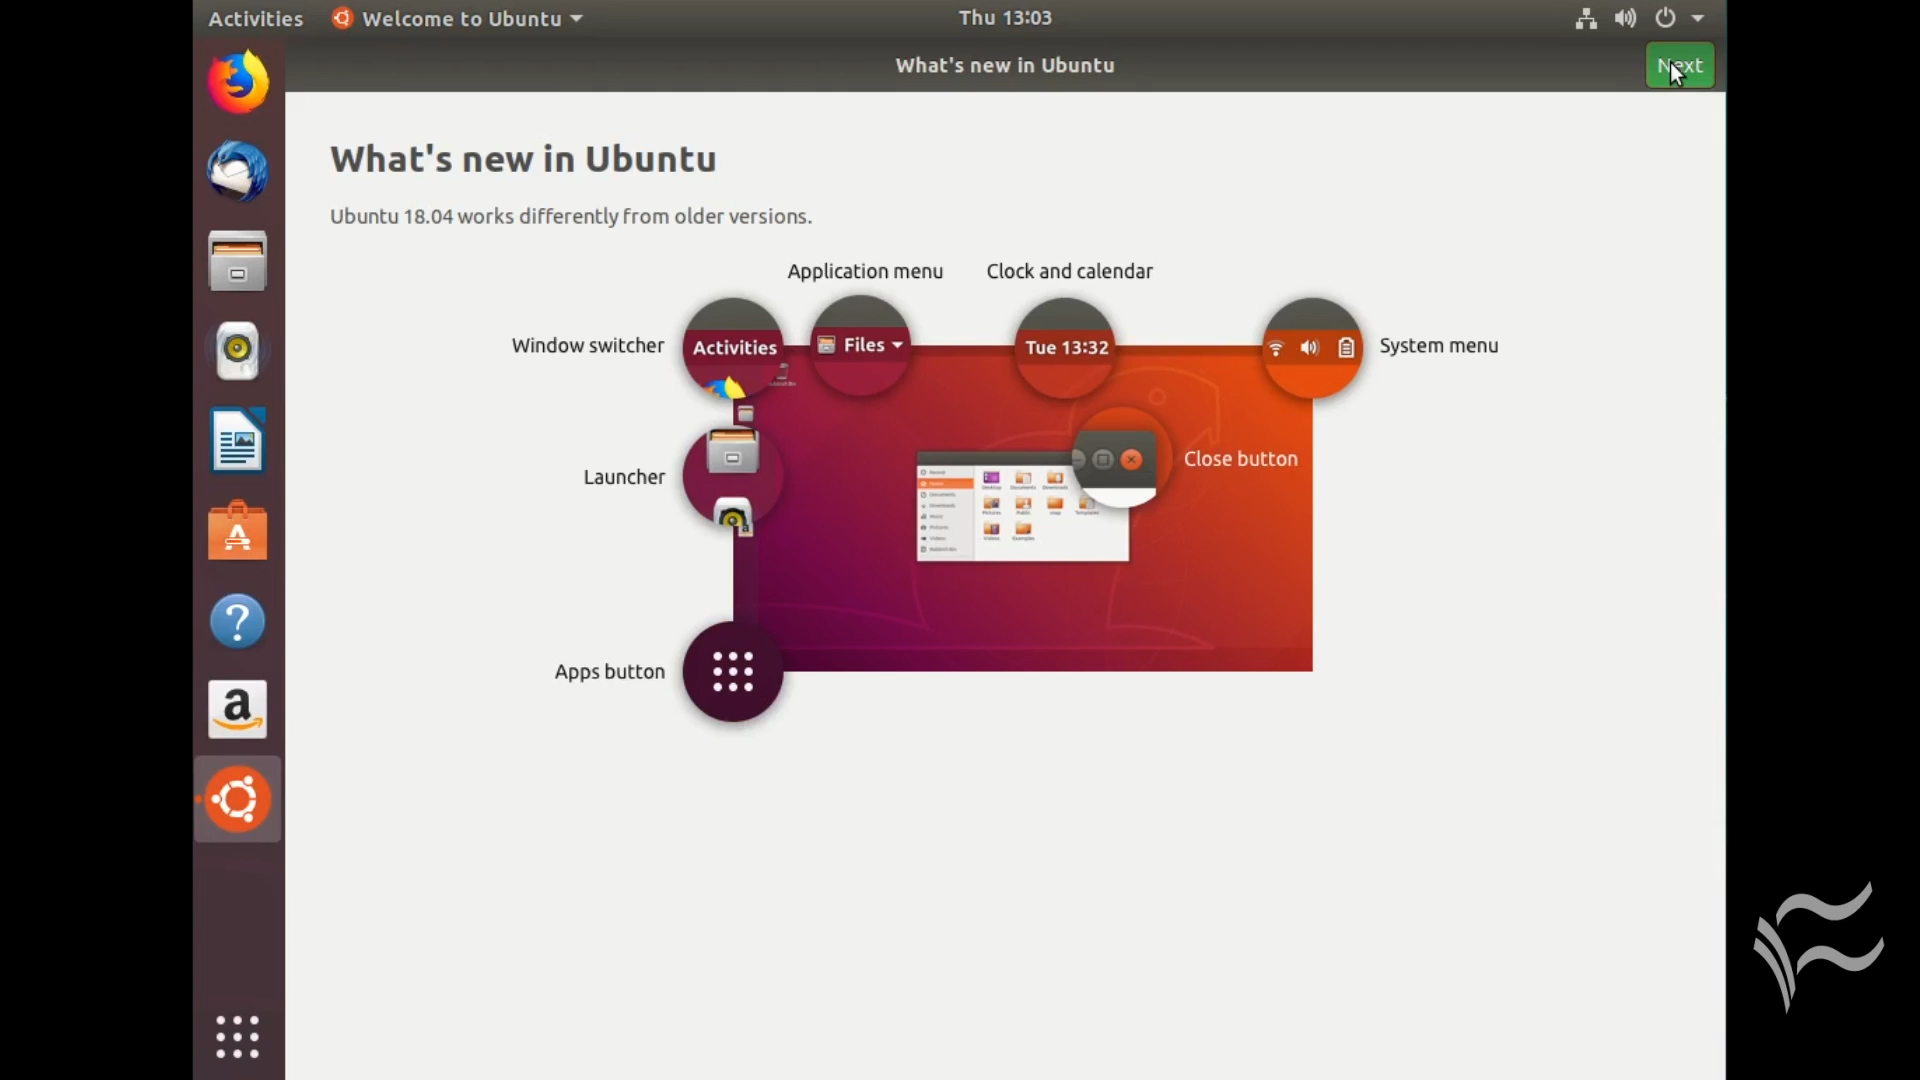 Activities Welcome to Ubuntu Thu 13:03
What's new in Ubuntu Next
What's new in Ubuntu
Ubuntu 18.04 works differently from older versions.
Application menu Clock and calendar
Window switcher Activities Files Tue 13:32 System menu
Close button
Launcher
Apps button